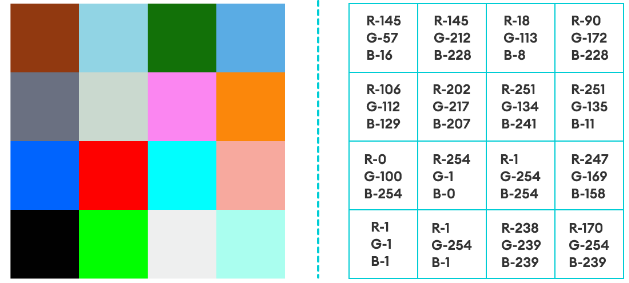 R-145
G-57
B-16
R-145
G-212
B-228
R-18
G-113
B-8
R-90
G-172
B-228
R-106
G-112
B-129
R-202
G-217
B-207
R-251
G-134
B-241
R-251
G-135
B-11
R-0
G-100
B-254
R-254
G-1
B-0
R-1
G-254
B-254
R-247
G-169
B-158
R-1
G-1
B-1
R-1
G-254
B-1
R-238
G-239
B-239
R-170
G-254
B-239